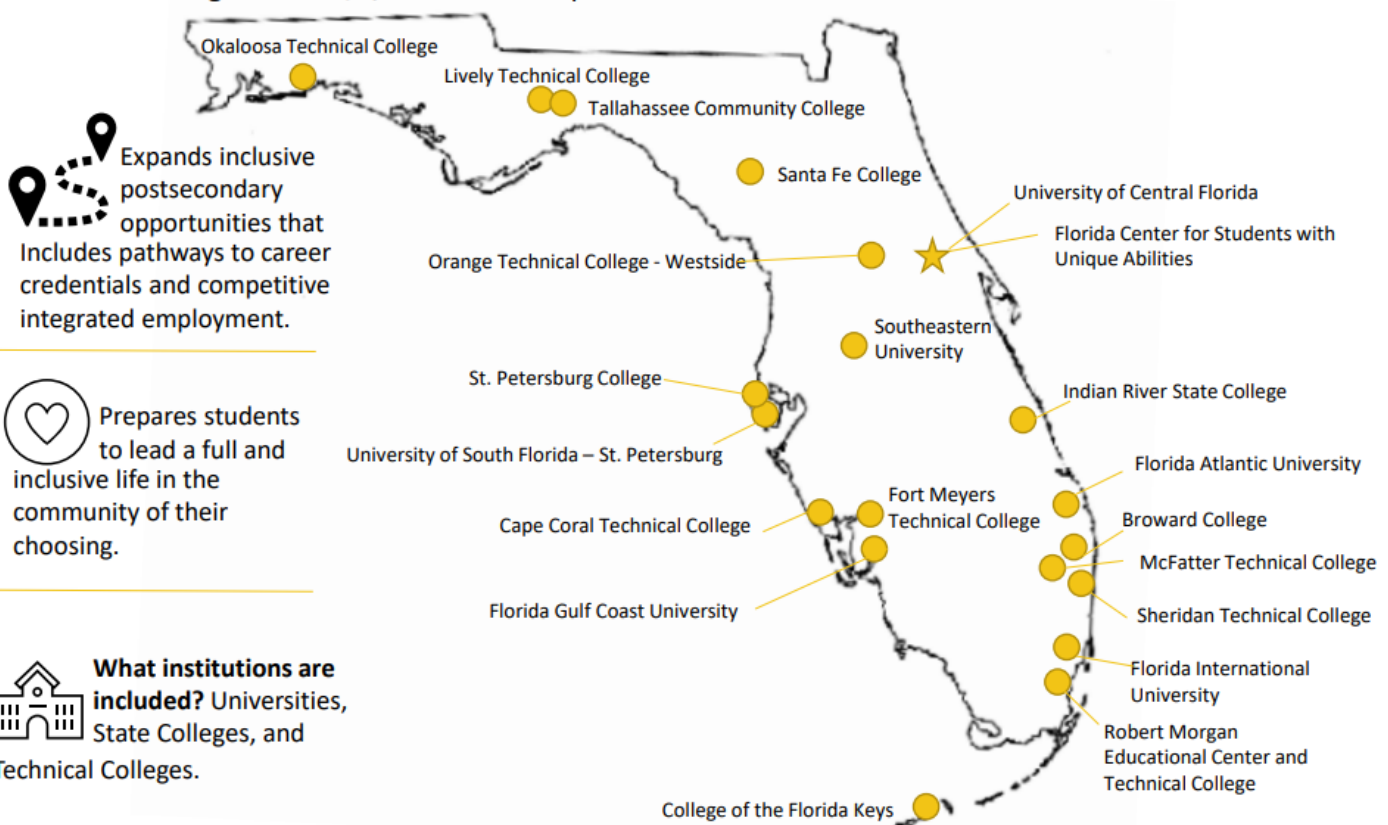 Okaloosa Technical College
Lively Technical College
Tallahassee Community College
Expands inclusive
postsecondary
opportunities that
Includes pathways to career
credentials and competitive
integrated employment.
Santa Fe College
University of Central Florida
Florida Center for Students with
Unique Abilities
Orange Technical College - Westside
Southeastern
University
St. Petersburg College
Indian River State College
Prepares students
to lead a full and
inclusive life in the
community of their
choosing.
University of South Florida – St. Petersburg
Florida Atlantic University
Fort Meyers
Technical College
Cape Coral Technical College
Broward College
McFatter Technical College
Florida Gulf Coast University
Sheridan Technical College
What institutions are
included? Universities,
State Colleges, and
Technical Colleges.
Florida International
University
Robert Morgan
Educational Center and
Technical College
College of the Florida Keys